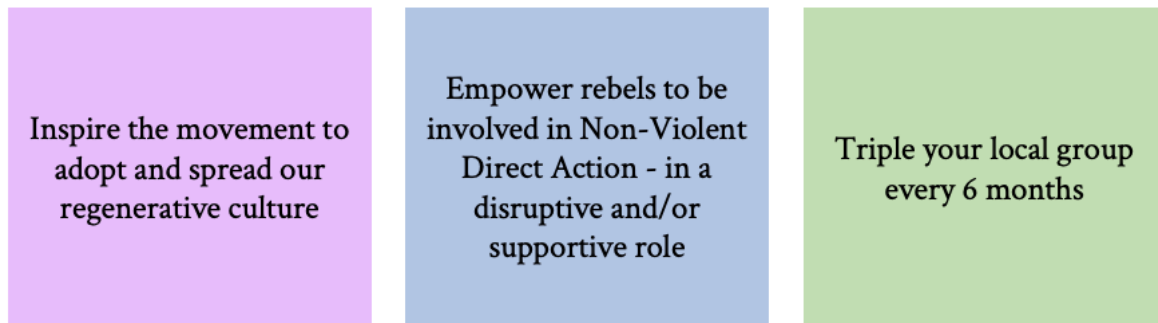 Inspire the movement to
adopt and spread our
regenerative culture
Empower rebels to be
involved in Non-Violent
Direct Action - in a
disruptive and/or
supportive role
Triple your local group
every 6 months